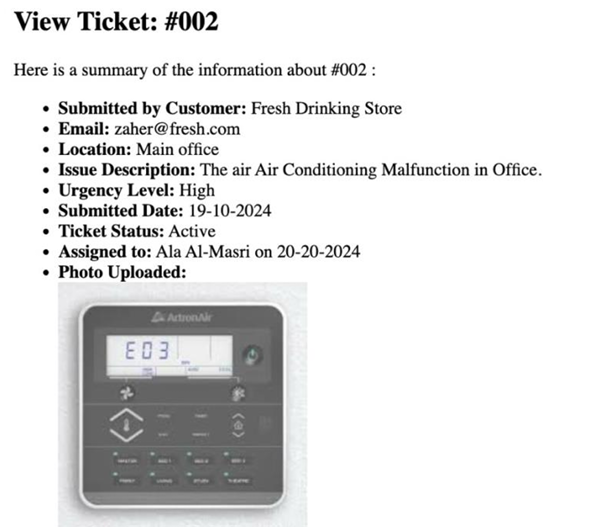 View Ticket: #002
Here is a summary of the information about #002 :
Submitted by Customer: Fresh Drinking Store
Email: zaher@fresh.com
Location: Main office
Issue Description: The air Air Conditioning Malfunction in Office.
Urgency Level: High
Submitted Date: 19-10-2024
Ticket Status: Active
Assigned to: Ala Al-Masri on 20-20-2024
Photo Uploaded:
ActronAir
E03